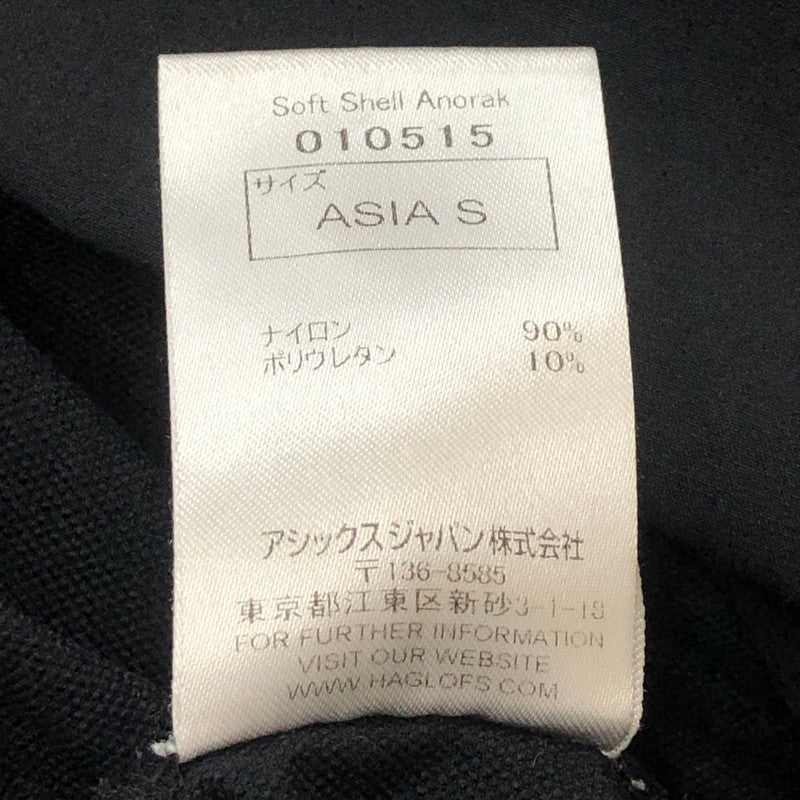 Soft Shell Anorak
010515
サイズ
ASIA S
ナイロン 90%
ポリウレタン 10%
アシックスジャパン株式会社
〒136-8585
東京都江東区新砂3-1-18
FOR FURTHER INFORMATION
VISIT OUR WEBSITE
WWW.HAGLOFS.COM